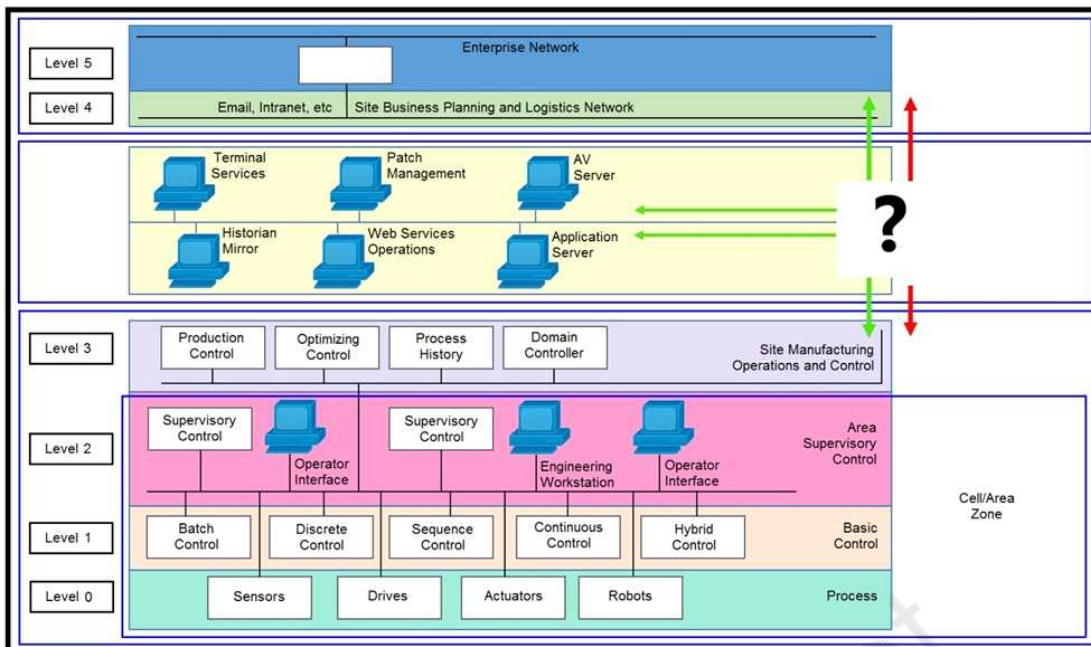 Enterprise Network
Level 5
Level 4
Email, Intranet, etc
Site Business Planning and Logistics Network
Terminal
Services
Patch
Management
AV
Server
?
Historian
Mirror
Web Services
Operations
Application
Server
Level 3
Production
Control
Optimizing
Control
Process
History
Domain
Controller
Site Manufacturing
Operations and Control
Level 2
Supervisory
Control
Operator
Interface
Supervisory
Control
Engineering
Workstation
Operator
Interface
Area
Supervisory
Control
Cell/Area
Zone
Level 1
Batch
Control
Discrete
Control
Sequence
Control
Continuous
Control
Hybrid
Control
Basic
Control
Level 0
Sensors
Drives
Actuators
Robots
Process